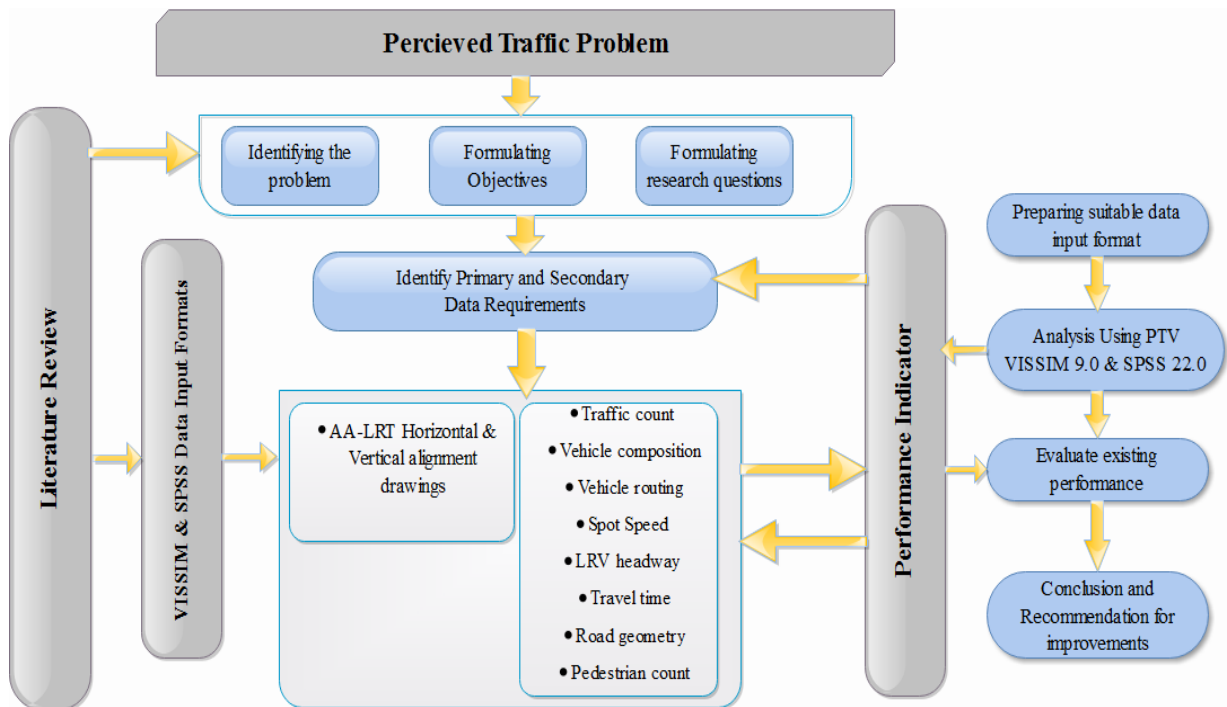 Percieved Traffic Problem
Literature Review
Identifying the
problem
Formulating
Objectives
Formulating
research questions
VISSIM & SPSS Data Input Formats
Identify Primary and Secondary
Data Requirements
• AA-LRT Horizontal &
Vertical alignment
drawings
• Traffic count
• Vehicle composition
• Vehicle routing
• Spot Speed
• LRV headway
• Travel time
• Road geometry
• Pedestrian count
Performance Indicator
Preparing suitable data
input format
Analysis Using PTV
VISSIM 9.0 & SPSS 22.0
Evaluate existing
performance
Conclusion and
Recommendation for
improvements